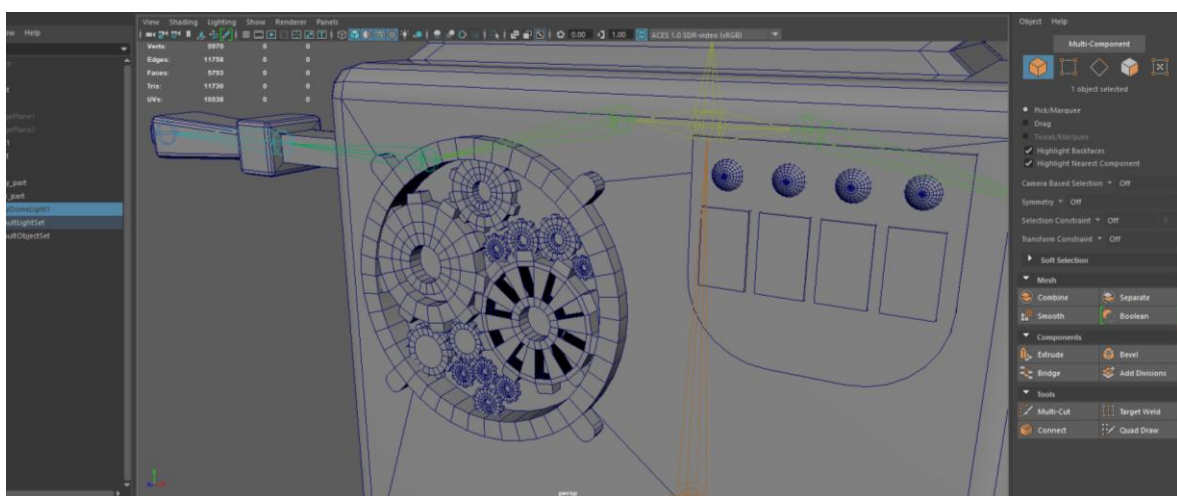 View Shading Lighting Show Renderer Panels
Object Help
Help
0.00 1.00 ACES 1.0 SDR-video (sRGB)
Verts: 5970 0 0
Edges: 11758 0 0
Faces: 5793 0 0
Tris: 11730 0 0
UVs: 10538 0 0
Multi-Component
1 object selected
Pick/Marquee
Drag
Tweak/Marquee
Highlight Backfaces
Highlight Nearest Component
Camera Based Selection Off
Symmetry Off
Selection Constraint Off
Transform Constraint Off
Soft Selection
Mesh
Combine Separate
Smooth Boolean
Components
Extrude Bevel
Bridge Add Divisions
Tools
Multi-Cut Target Weld
Connect Quad Draw
persp